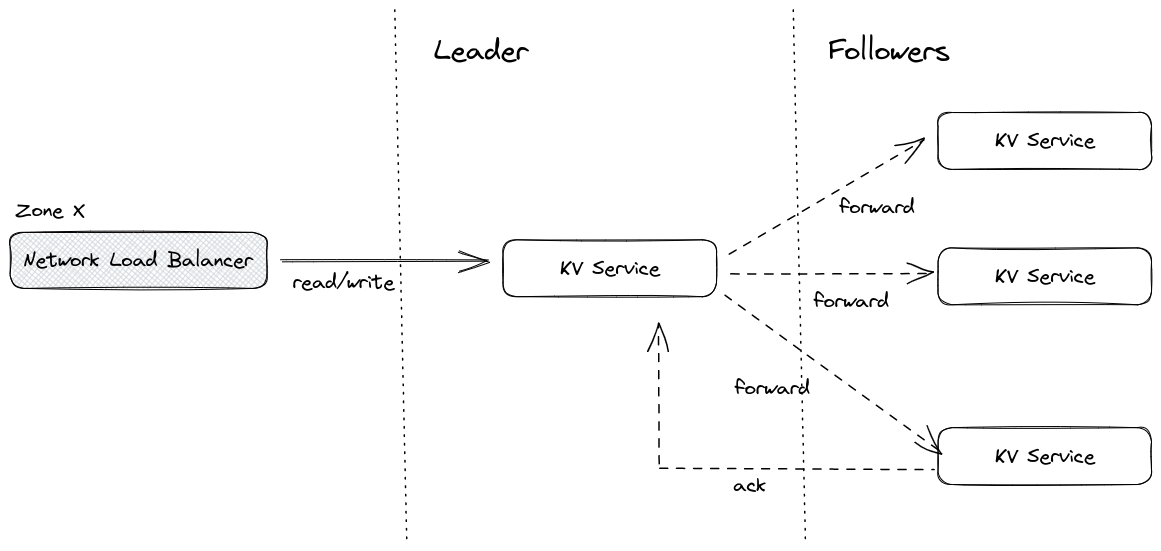 Leader
Followers
KV Service
forward
Zone X
Network Load Balancer
read/write
KV Service
KV Service
forward
forward
KV Service
ack